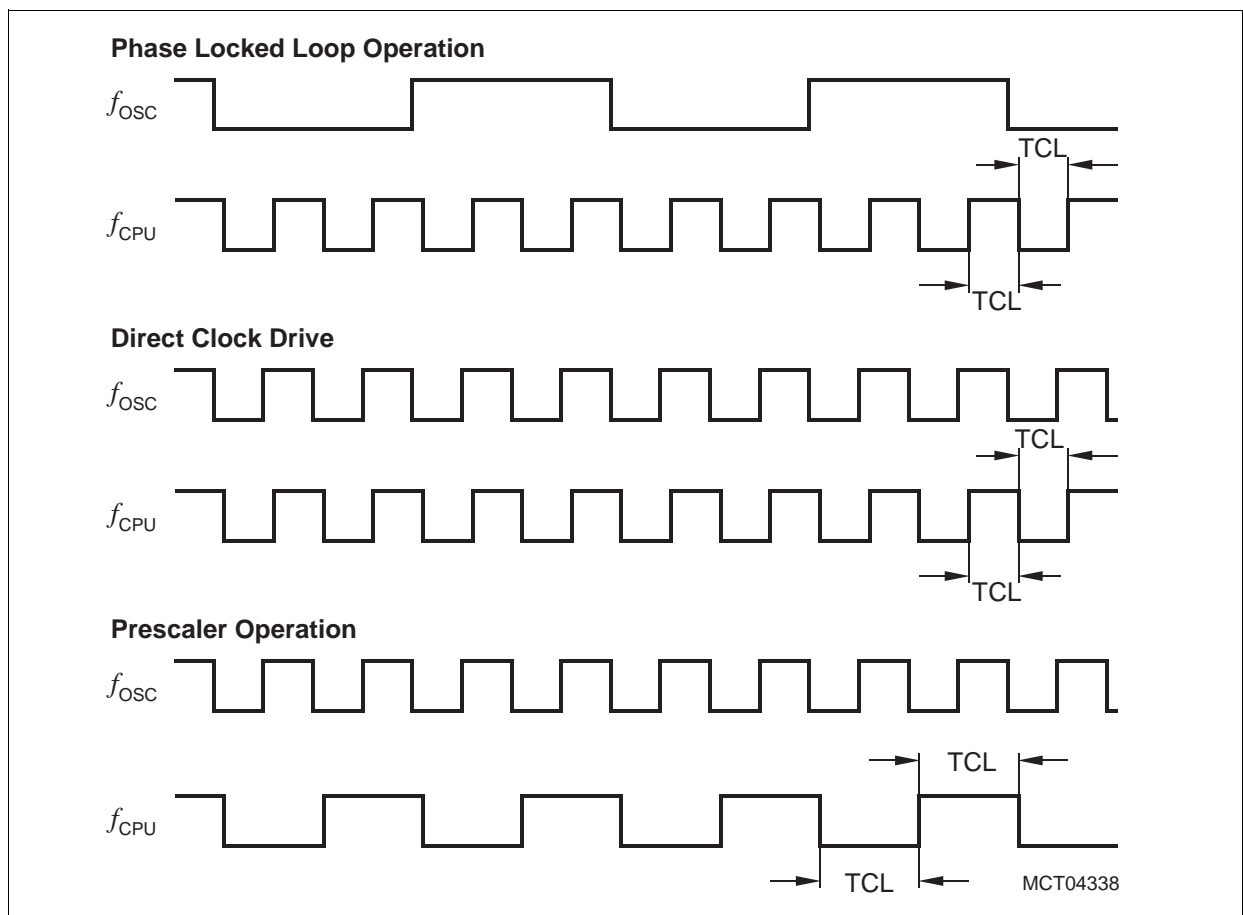 Phase Locked Loop Operation
fOSC
TCL
fCPU
TCL
Direct Clock Drive
fOSC
TCL
fCPU
TCL
Prescaler Operation
fOSC
TCL
fCPU
TCL
MCT04338